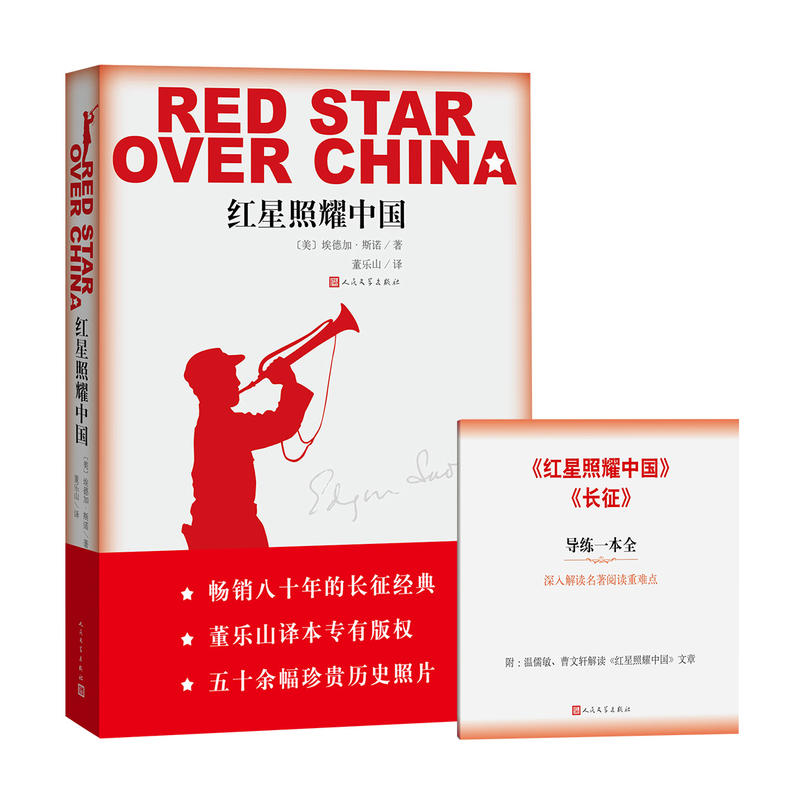 RED STAR
OVER CHINA
红星照耀中国
〔美〕埃德加·斯诺／著
董乐山／译
人民文学出版社
Edgar Snow
★ 畅销八十年的长征经典
★ 董乐山译本专有版权
★ 五十余幅珍贵历史照片
RED STAR
OVER CHINA
红星照耀中国
〔美〕埃德加·斯诺／著
董乐山／译
《红星照耀中国》
《长征》
导练一本全
深入解读名著阅读重难点
附：温儒敏、曹文轩解读《红星照耀中国》文章
人民文学出版社